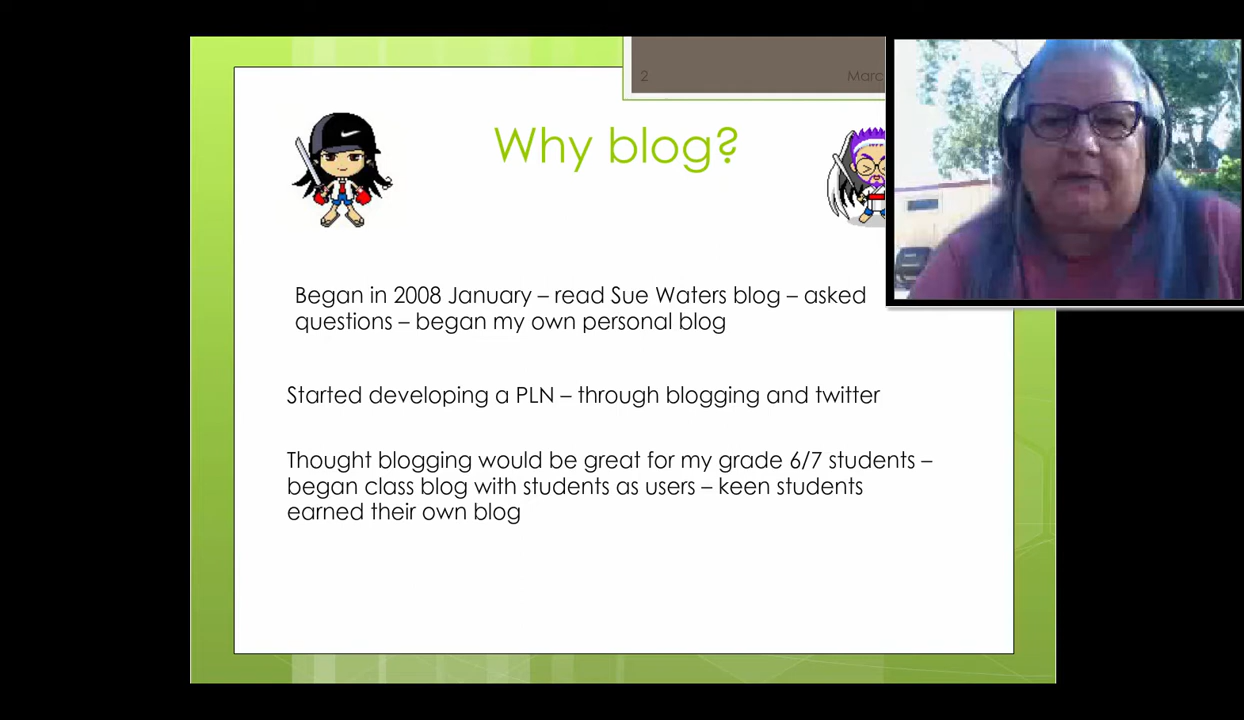 2
Why blog?
Began in 2008 January – read Sue Waters blog – asked
questions – began my own personal blog
Started developing a PLN – through blogging and twitter
Thought blogging would be great for my grade 6/7 students –
began class blog with students as users – keen students
earned their own blog